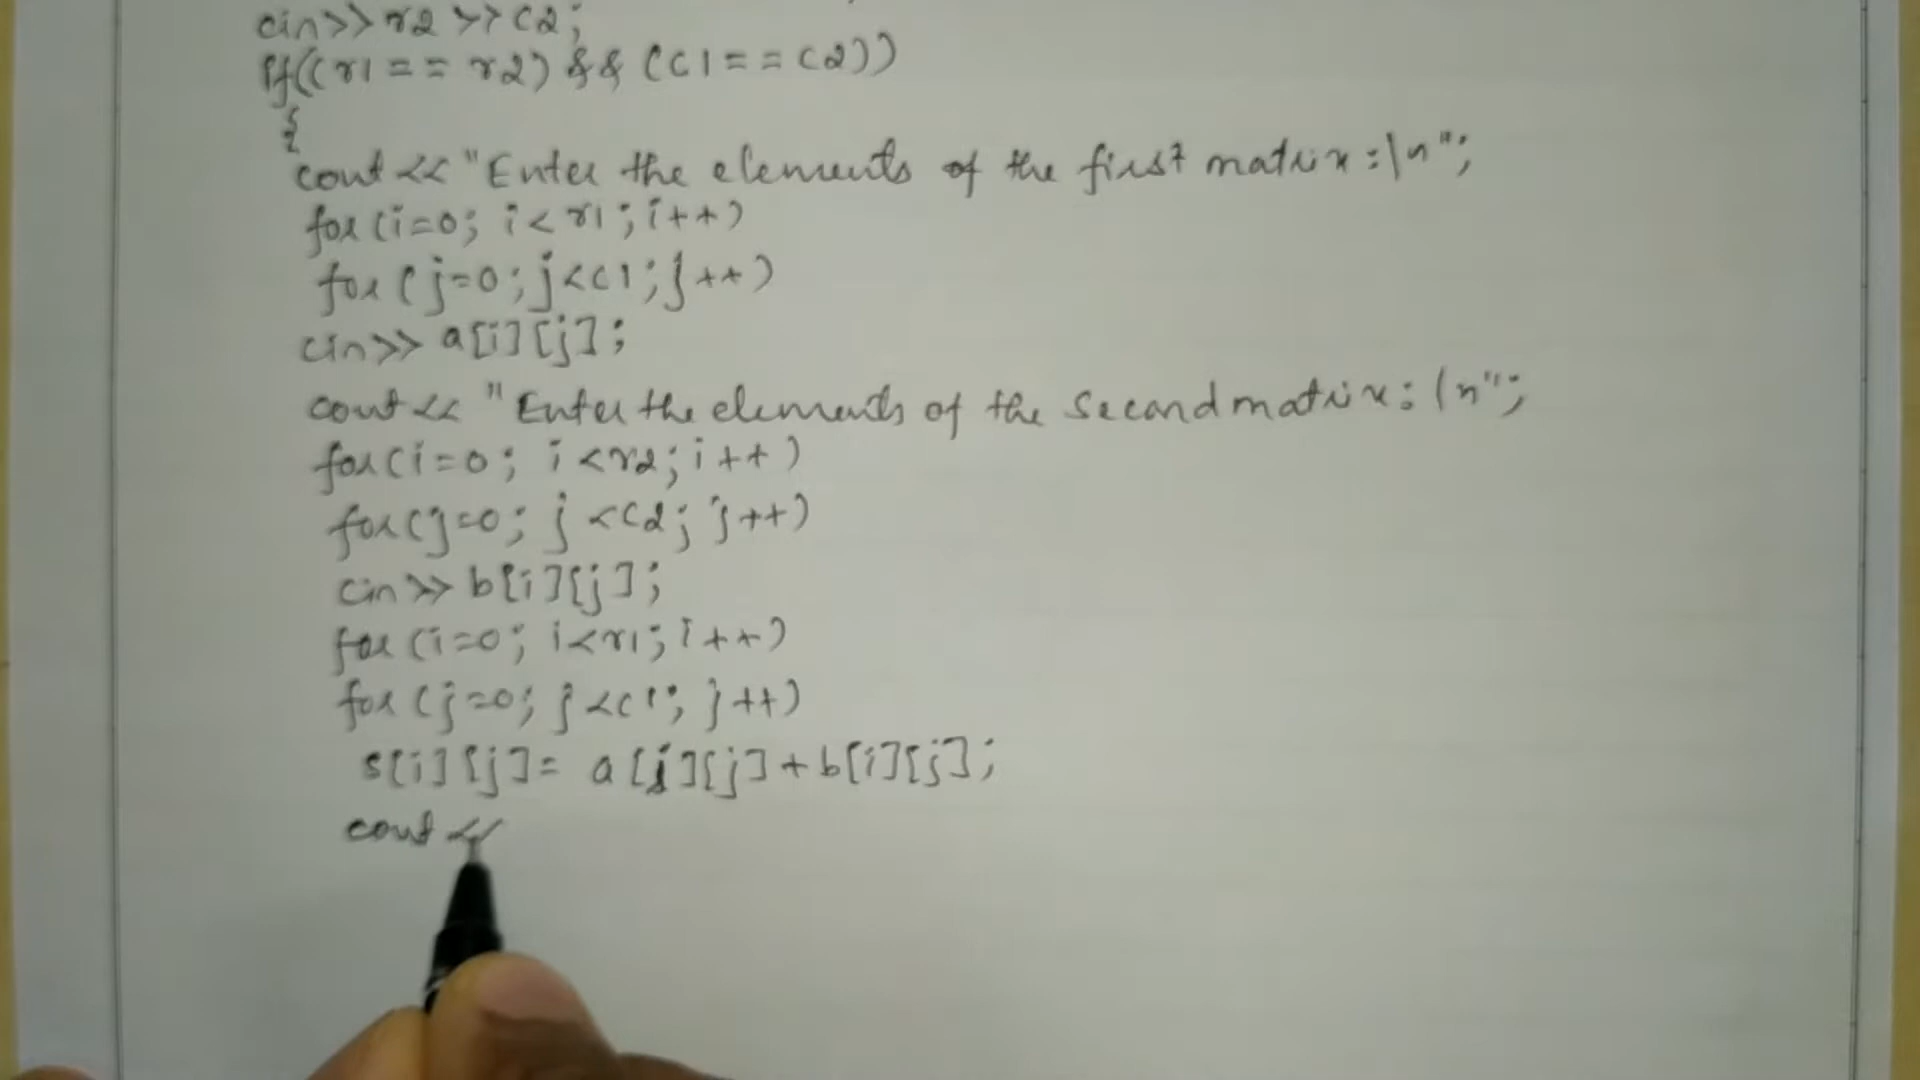 cin>>r2>>c2;
if((r1==r2)&&(c1==c2))
{
cout<<"Enter the elements of the first matrix:\n";
for(i=0; i<r1; i++)
for(j=0; j<c1; j++)
cin>>a[i][j];
cout<<"Enter the elements of the second matrix:\n";
for(i=0; i<r2; i++)
for(j=0; j<c2; j++)
cin>>b[i][j];
for(i=0; i<r1; i++)
for(j=0; j<c1; j++)
s[i][j]= a[i][j]+b[i][j];
cout<<